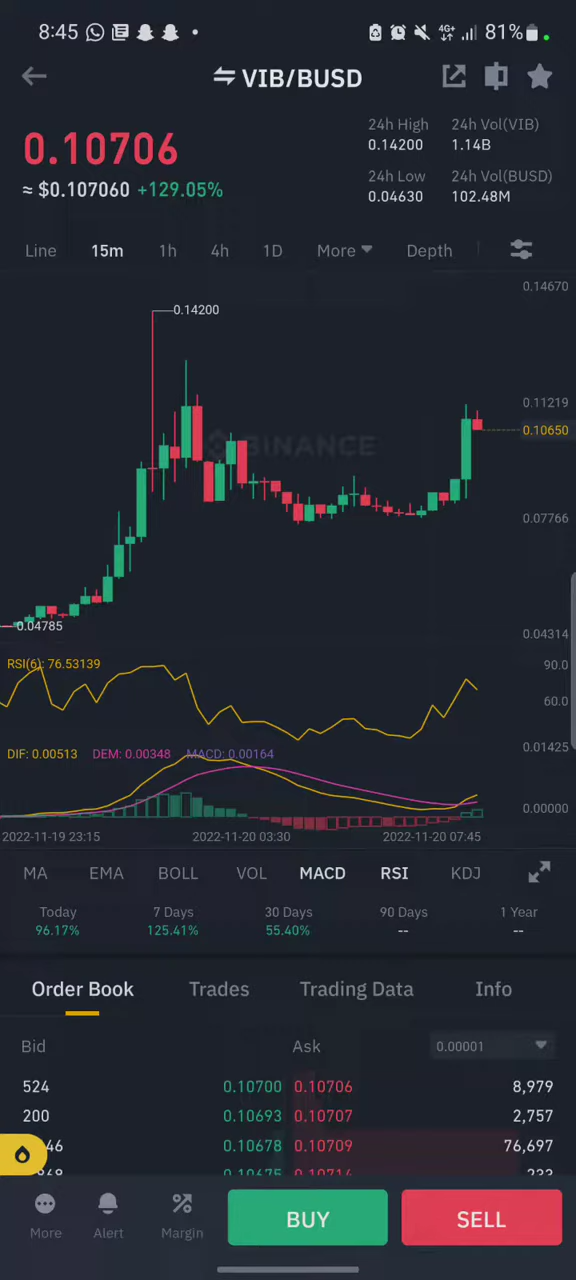 8:45 81%
VIB/BUSD
0.10706
≈ $0.107060 +129.05%
24h High 24h Vol(VIB)
0.14200 1.14B
24h Low 24h Vol(BUSD)
0.04630 102.48M
Line 15m 1h 4h 1D More Depth
0.14670
0.14200
0.11219
0.10650
BINANCE
0.07766
0.04785
0.04314
RSI(6): 76.53139
90.0
60.0
DIF: 0.00513 DEM: 0.00348 MACD: 0.00164
0.01425
0.00000
2022-11-19 23:15 2022-11-20 03:30 2022-11-20 07:45
MA EMA BOLL VOL MACD RSI KDJ
Today 7 Days 30 Days 90 Days 1 Year
96.17% 125.41% 55.40% -- --
Order Book Trades Trading Data Info
Bid Ask 0.00001
524 0.10700 0.10706 8,979
200 0.10693 0.10707 2,757
46 0.10678 0.10709 76,697
0.10675 0.10714 233
More Alert Margin BUY SELL